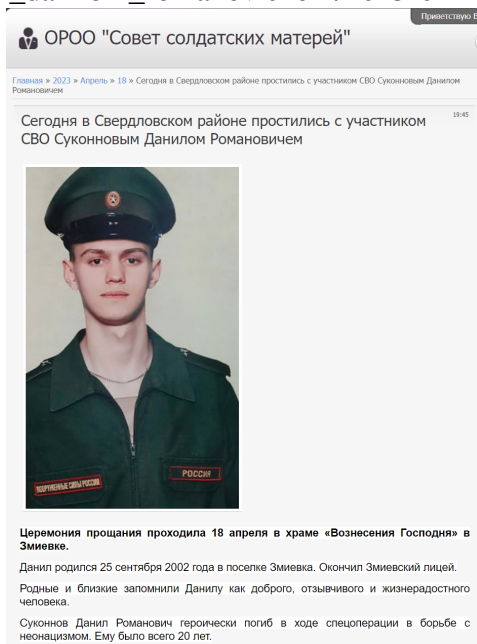 Приветствую В
ОРОО "Совет солдатских матерей"
Главная » 2023 » Апрель » 18 » Сегодня в Свердловском районе простились с участником СВО Суконновым Данилом
Романовичем
Сегодня в Свердловском районе простились с участником
СВО Суконновым Данилом Романовичем
19:45
ВООРУЖЕННЫЕ СИЛЫ РОССИИ
РОССИЯ
Церемония прощания проходила 18 апреля в храме «Вознесения Господня» в
Змиевке.
Данил родился 25 сентября 2002 года в поселке Змиевка. Окончил Змиевский лицей.
Родные и близкие запомнили Данилу как доброго, отзывчивого и жизнерадостного
человека.
Суконнов Данил Романович героически погиб в ходе спецоперации в борьбе с
неонацизмом. Ему было всего 20 лет.